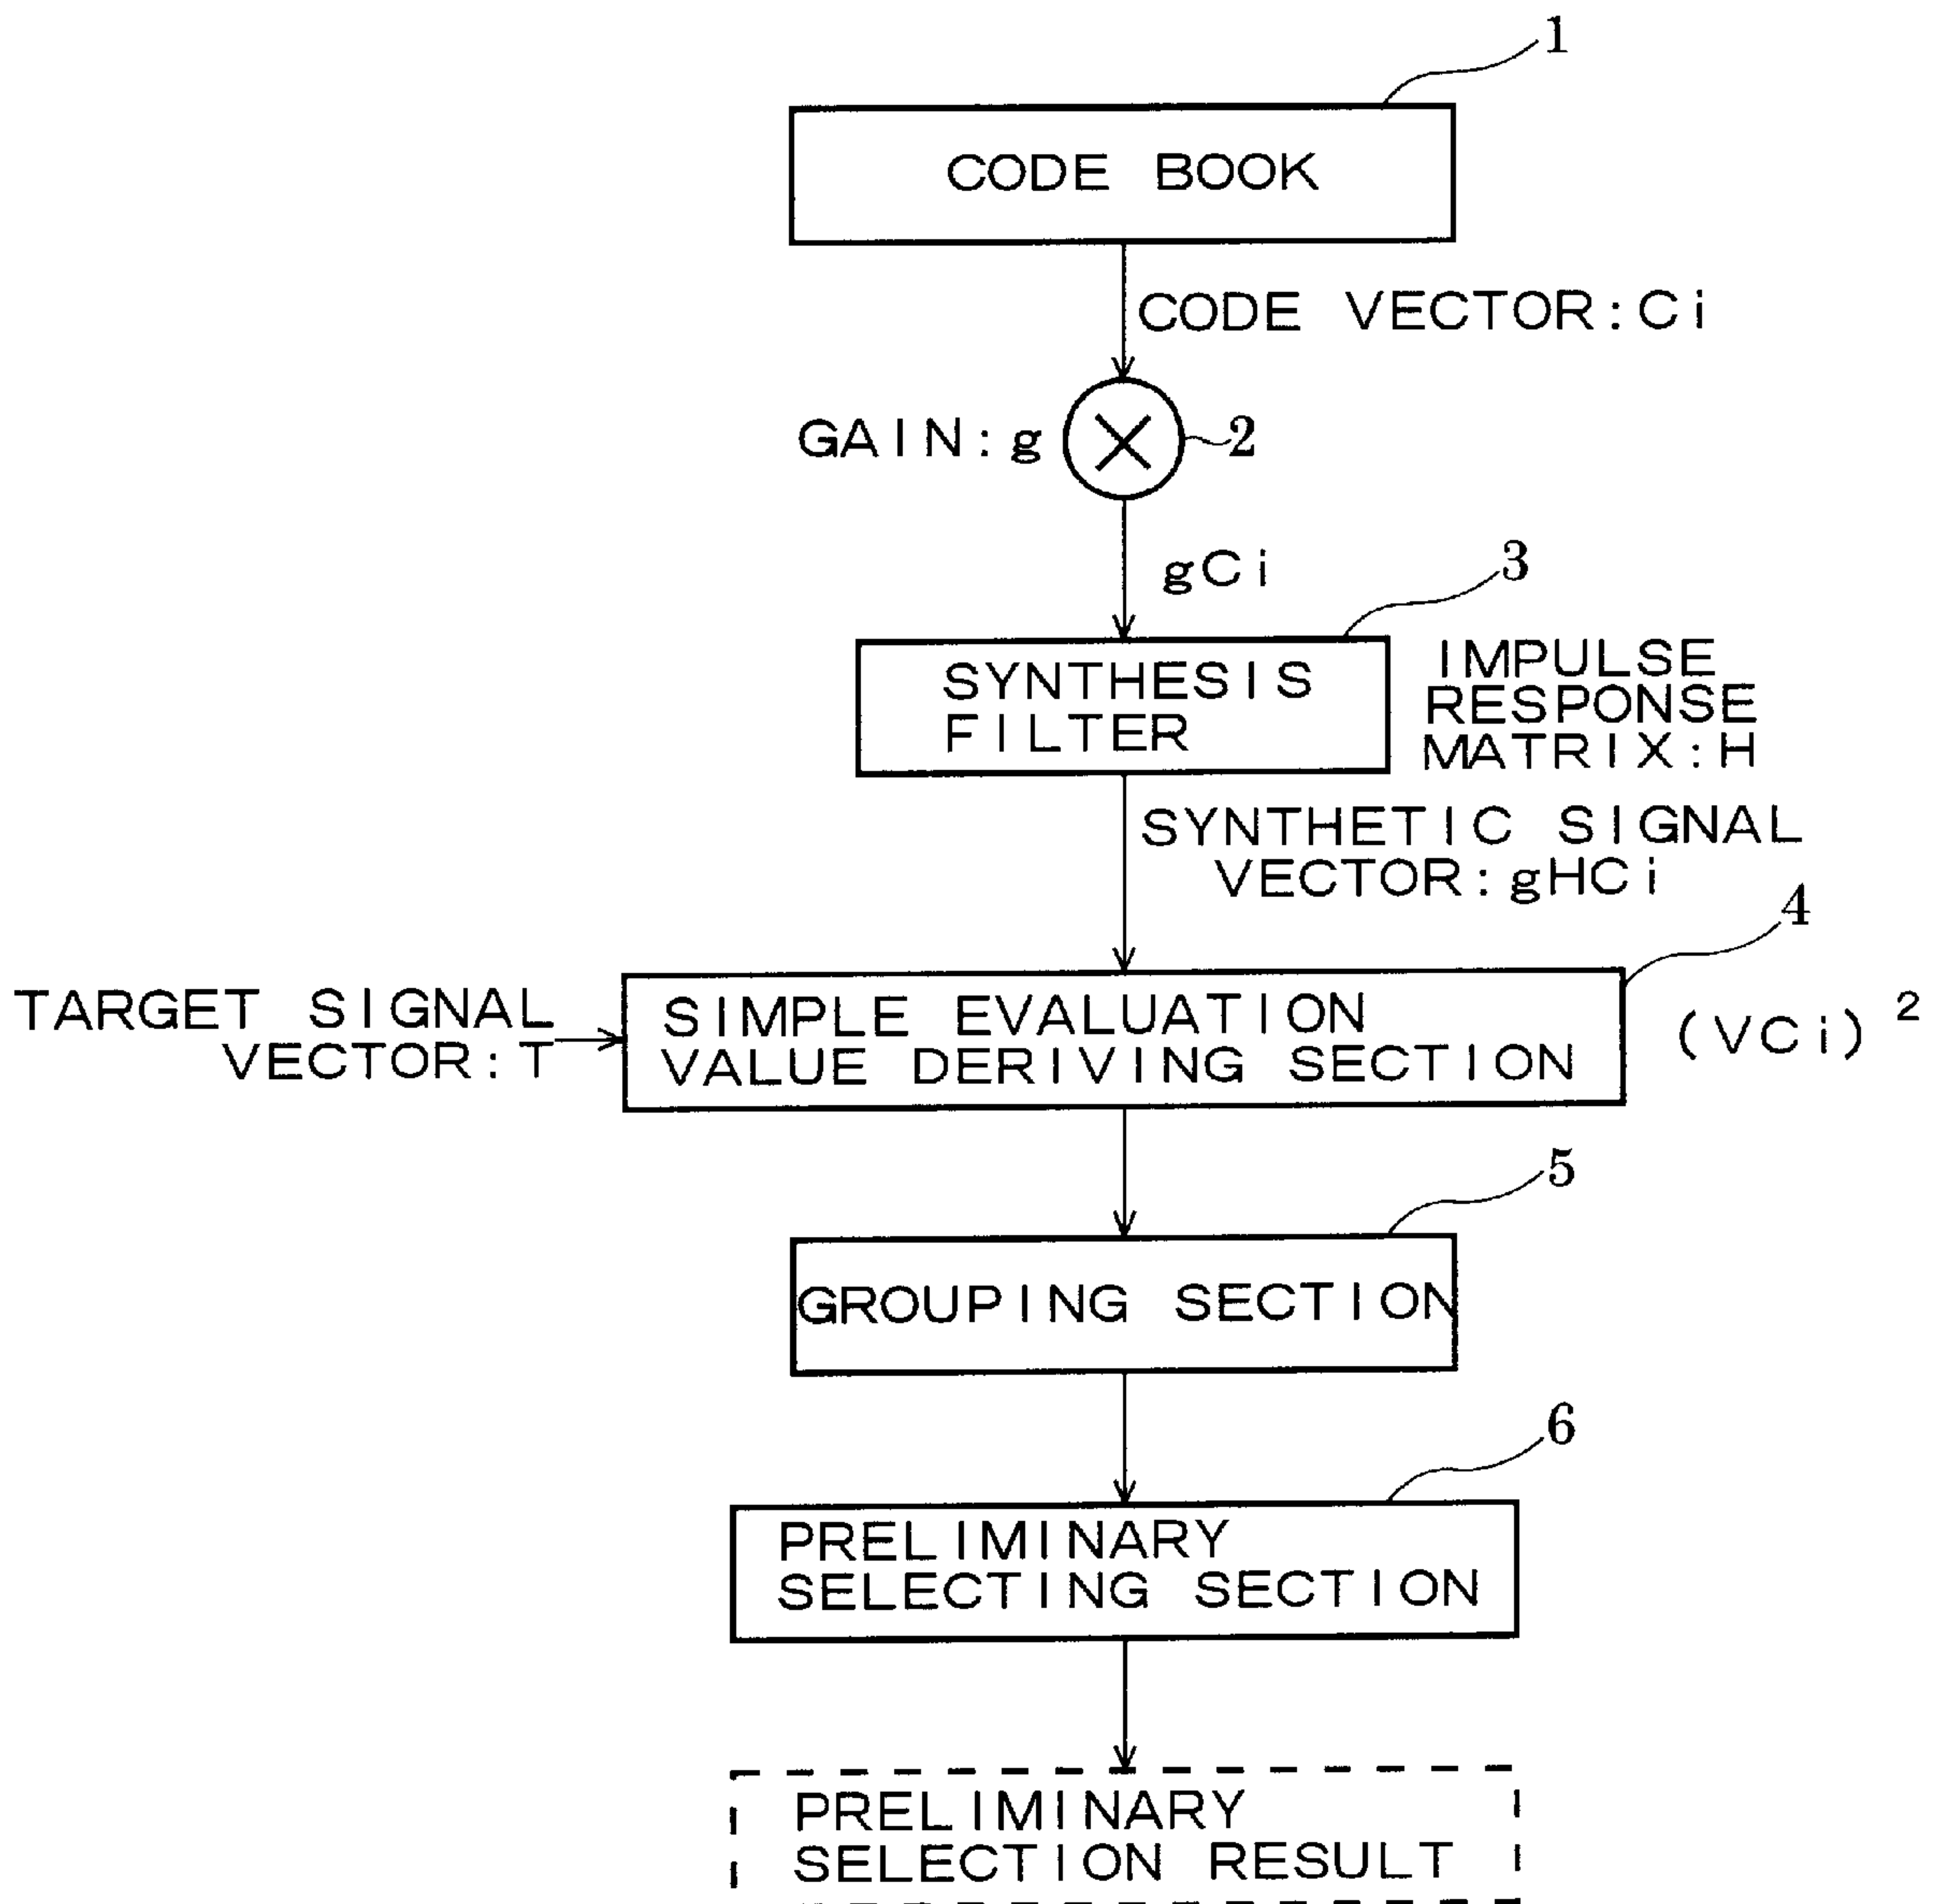 1
CODE BOOK
CODE VECTOR:Ci
GAIN:g
2
gCi
3
SYNTHESIS
FILTER
IMPULSE
RESPONSE
MATRIX:H
SYNTHETIC SIGNAL
VECTOR:gHCi
4
TARGET SIGNAL
VECTOR:T
SIMPLE EVALUATION
VALUE DERIVING SECTION
(VCi)²
5
GROUPING SECTION
6
PRELIMINARY
SELECTING SECTION
PRELIMINARY
SELECTION RESULT